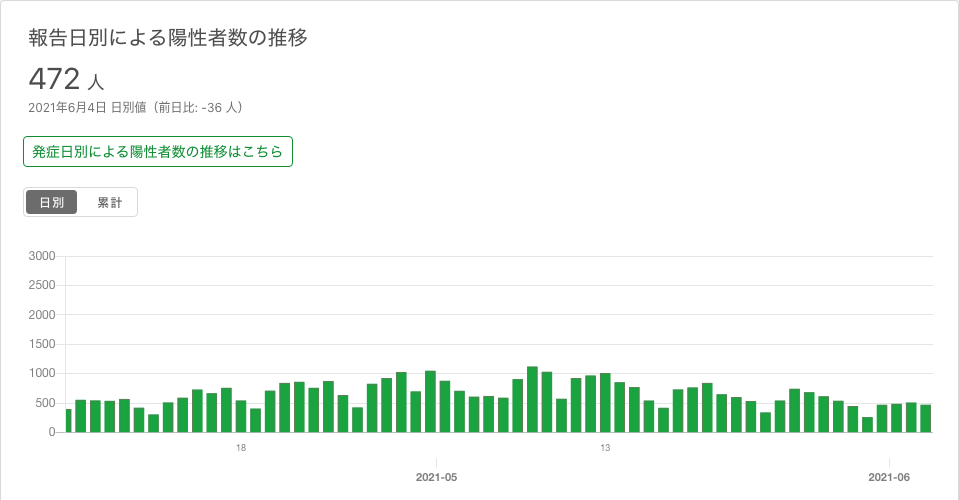 報告日別による陽性者数の推移
472 人
2021年6月4日 日別値（前日比: -36 人）
発症日別による陽性者数の推移はこちら
日別 累計
3000
2500
2000
1500
1000
500
0
18 13
2021-05 2021-06